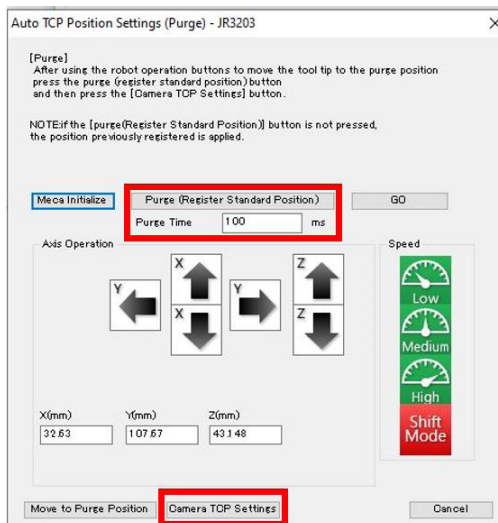 Auto TCP Position Settings (Purge) - JR3203
[Purge]
After using the robot operation buttons to move the tool tip to the purge position
press the purge (register standard position) button
and then press the [Camera TOP Settings] button.
NOTE:if the [purge(Register Standard Position)] button is not pressed,
the position previously registered is applied.
Meca Initialize Purge (Register Standard Position) GO
Purge Time 100 ms
Axis Operation Speed
X Z
Y Y
X Z
Low
Medium
High
Shift
Mode
X(mm) Y(mm) Z(mm)
32.63 107.67 43.148
Move to Purge Position Camera TOP Settings Cancel